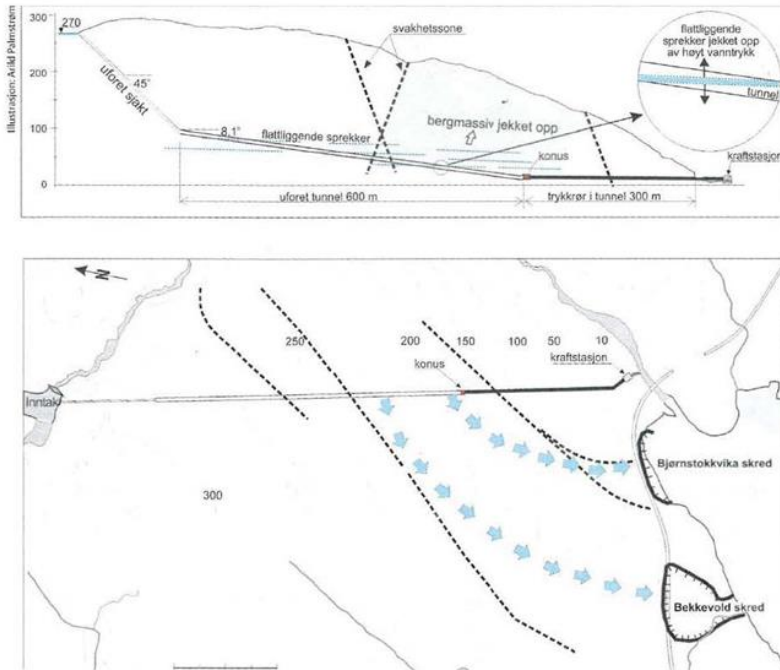 Illustrasjon: Arild Palmstrøm
300
270
200
100
0
uforet sjakt
45°
8,1°
flattliggende sprekker
svakhetssone
bergmassiv jekket opp
flattliggende
sprekker jekket opp
av høyt vanntrykk
tunnel
konus
kraftstasjon
uforet tunnel 600 m
trykkrør i tunnel 300 m
N
250
200
150
100
50
10
kraftstasjon
konus
Inntak
300
Bjørnstokkvika skred
Bekkevold skred